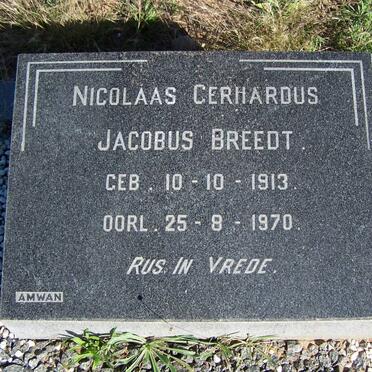 NICOLAAS GERHARDUS
JACOBUS BREEDT.
GEB. 10-10-1913.
OORL. 25-8-1970.
RUS IN VREDE.
AMWAN